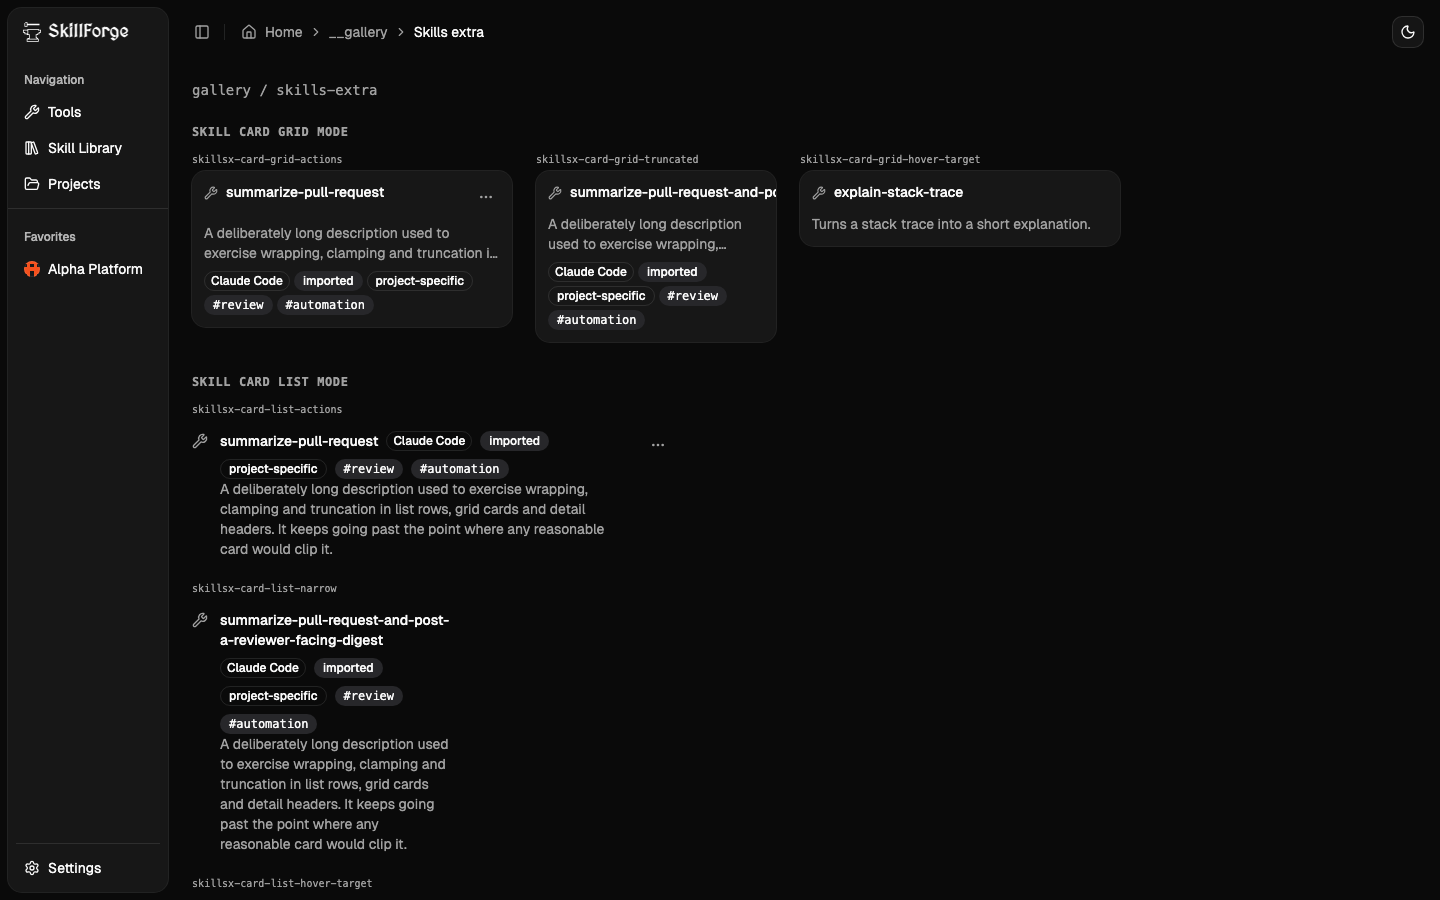 SkillForge
Navigation
Tools
Skill Library
Projects
Favorites
Alpha Platform
Settings
Home > __gallery > Skills extra
gallery / skills-extra
SKILL CARD GRID MODE
skillsx-card-grid-actions
summarize-pull-request
A deliberately long description used to
exercise wrapping, clamping and truncation i…
Claude Code imported project-specific
#review #automation
skillsx-card-grid-truncated
summarize-pull-request-and-po
A deliberately long description
used to exercise wrapping,…
Claude Code imported
project-specific #review
#automation
skillsx-card-grid-hover-target
explain-stack-trace
Turns a stack trace into a short explanation.
SKILL CARD LIST MODE
skillsx-card-list-actions
summarize-pull-request Claude Code imported
project-specific #review #automation
A deliberately long description used to exercise wrapping,
clamping and truncation in list rows, grid cards and detail
headers. It keeps going past the point where any reasonable
card would clip it.
skillsx-card-list-narrow
summarize-pull-request-and-post-
a-reviewer-facing-digest
Claude Code imported
project-specific #review
#automation
A deliberately long description used
to exercise wrapping, clamping and
truncation in list rows, grid cards
and detail headers. It keeps going
past the point where any
reasonable card would clip it.
skillsx-card-list-hover-target